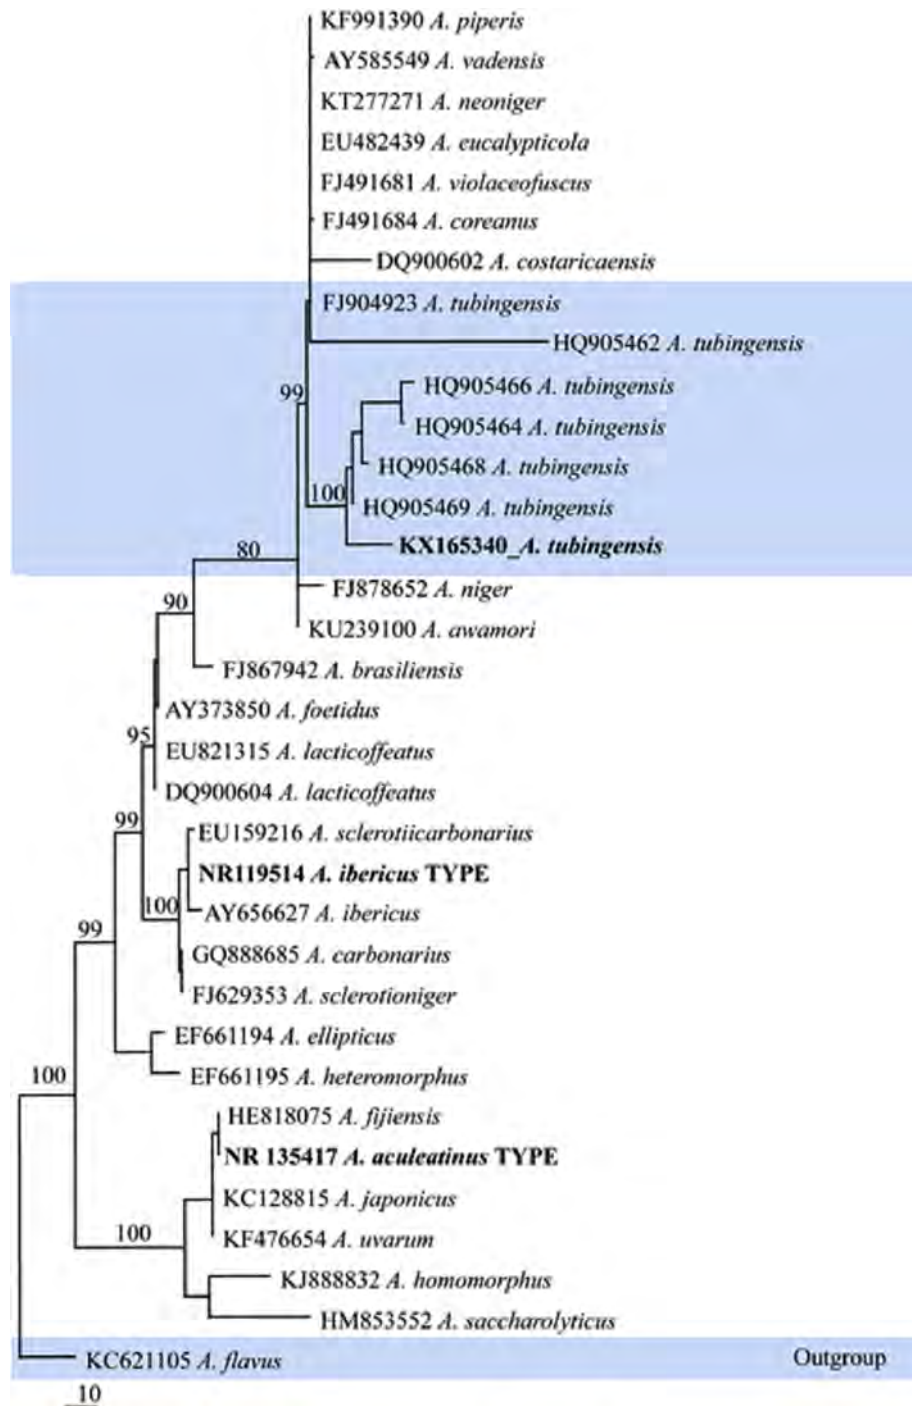 KF991390 A. piperis
AY585549 A. vadensis
KT277271 A. neoniger
EU482439 A. eucalypticola
FJ491681 A. violaceofuscus
FJ491684 A. coreanus
DQ900602 A. costaricaensis
FJ904923 A. tubingensis
HQ905462 A. tubingensis
HQ905466 A. tubingensis
99
HQ905464 A. tubingensis
HQ905468 A. tubingensis
100
HQ905469 A. tubingensis
KX165340_A. tubingensis
80
FJ878652 A. niger
90
KU239100 A. awamori
FJ867942 A. brasiliensis
AY373850 A. foetidus
95
EU821315 A. lacticoffeatus
DQ900604 A. lacticoffeatus
99
EU159216 A. sclerotiicarbonarius
NR119514 A. ibericus TYPE
100
AY656627 A. ibericus
99
GQ888685 A. carbonarius
FJ629353 A. sclerotioniger
EF661194 A. ellipticus
100
EF661195 A. heteromorphus
HE818075 A. fijiensis
NR 135417 A. aculeatinus TYPE
KC128815 A. japonicus
100
KF476654 A. uvarum
KJ888832 A. homomorphus
HM853552 A. saccharolyticus
KC621105 A. flavus
Outgroup
10